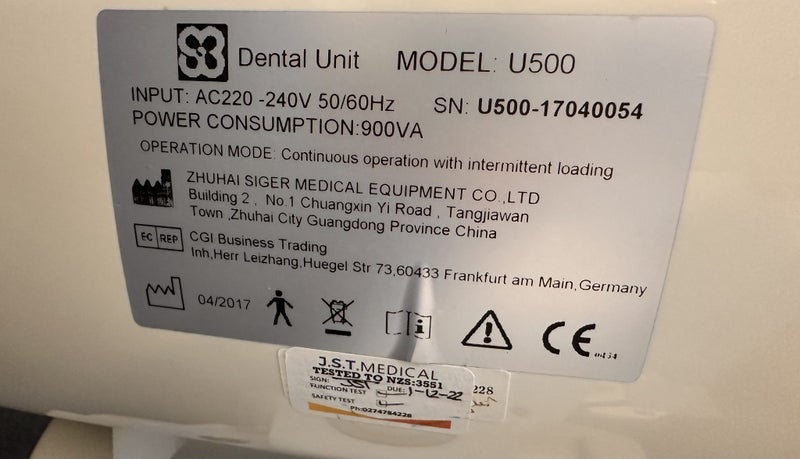 Dental Unit MODEL: U500
INPUT: AC220 -240V 50/60Hz SN: U500-17040054
POWER CONSUMPTION:900VA
OPERATION MODE: Continuous operation with intermittent loading
ZHUHAI SIGER MEDICAL EQUIPMENT CO.,LTD
Building 2 , No.1 Chuangxin Yi Road , Tangjiawan
Town ,Zhuhai City Guangdong Province China
EC REP CGI Business Trading
Inh,Herr Leizhang,Huegel Str 73,60433 Frankfurt am Main,Germany
04/2017
CE
J.S.T.MEDICAL
TESTED TO NZS:3551
SIGN: DUE: 1-12-22
FUNCTION TEST
SAFETY TEST
Ph:0274784228
228